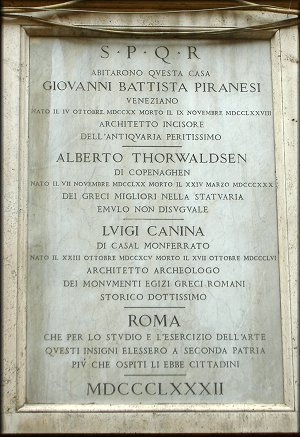 S·P·Q·R
ABITARONO QVESTA CASA
GIOVANNI BATTISTA PIRANESI
VENEZIANO
NATO IL IV OTTOBRE MDCCXX MORTO IL IX NOVEMBRE MDCCLXXVIII
ARCHITETTO INCISORE
DELL'ANTIQVARIA PERITISSIMO
ALBERTO THORWALDSEN
DI COPENAGHEN
NATO IL VII NOVEMBRE MDCCLXX MORTO IL XXIV MARZO MDCCCXXX
DEI GRECI MIGLIORI NELLA STATVARIA
EMVLO NON DISVGVALE
LVIGI CANINA
DI CASAL MONFERRATO
NATO IL XXIII OTTOBRE MDCCXCV MORTO IL XVII OTTOBRE MDCCCLVI
ARCHITETTO ARCHEOLOGO
DEI MONVMENTI EGIZI GRECI ROMANI
STORICO DOTTISSIMO
ROMA
CHE PER LO STVDIO E L'ESERCIZIO DELL'ARTE
QVESTI INSIGNI ELESSERO A SECONDA PATRIA
PIV CHE OSPITI LI EBBE CITTADINI
MDCCCLXXXII